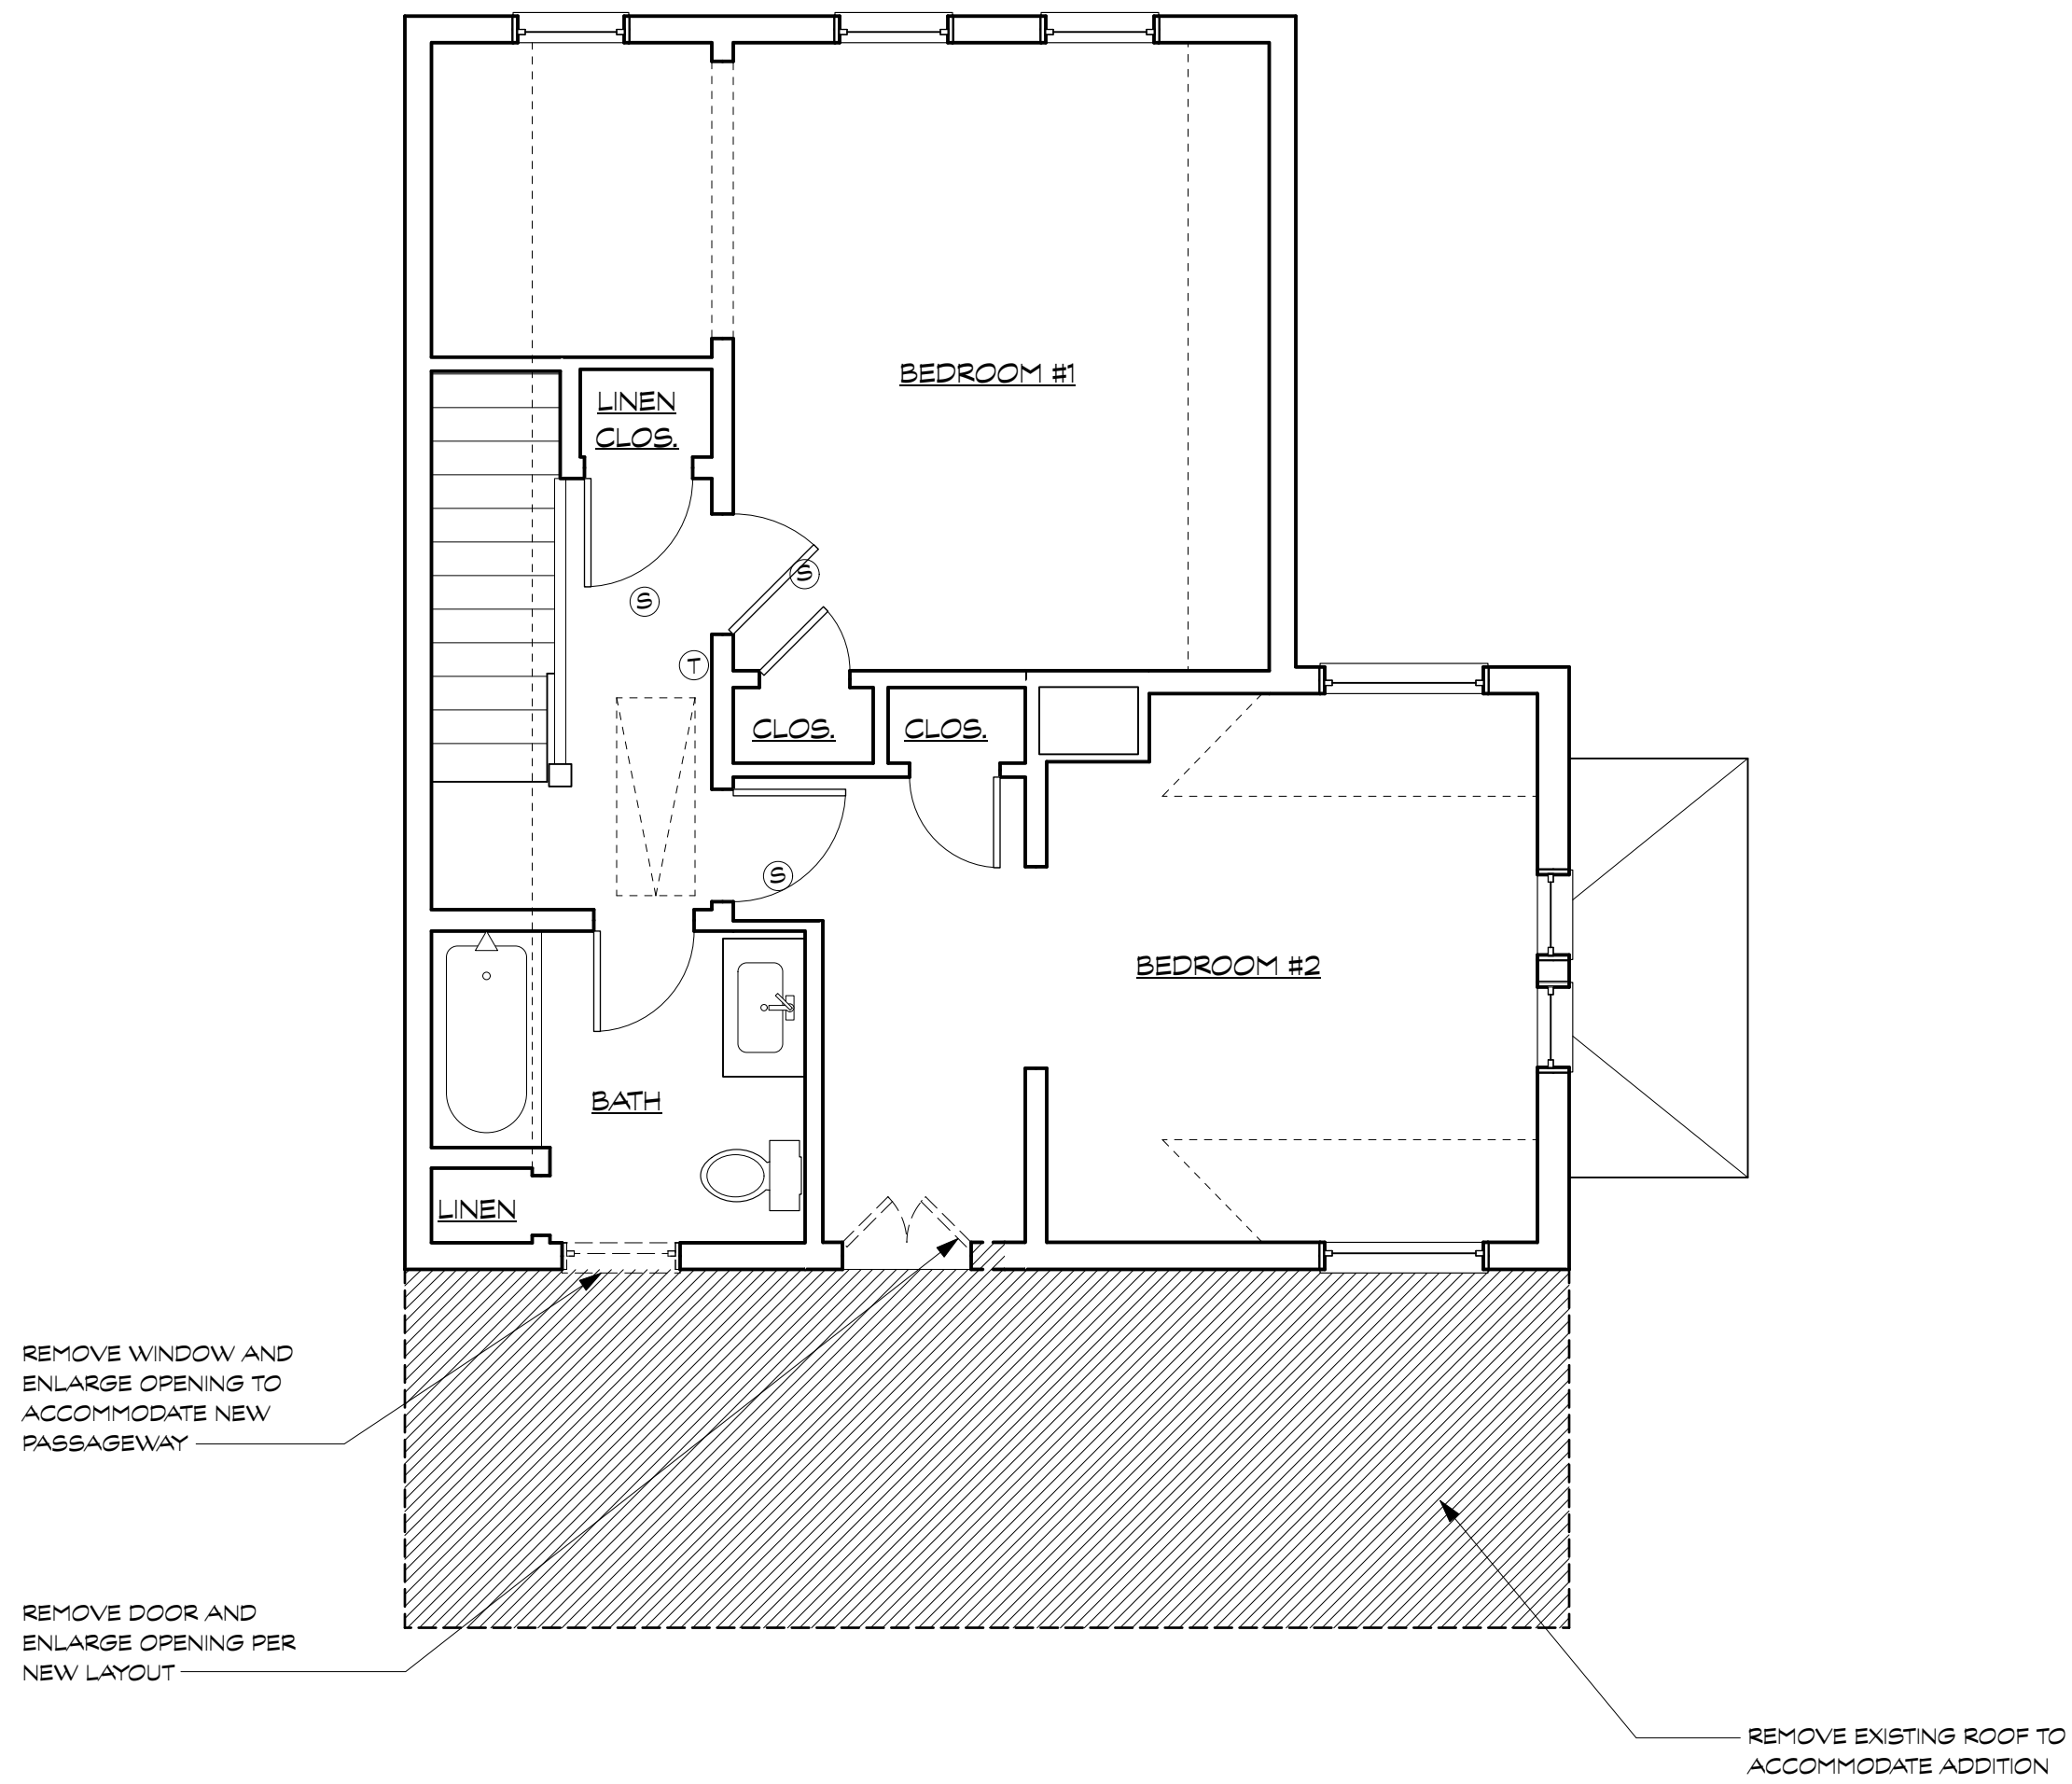 BEDROOM #1
LINEN
CLOS.
S
S
T
CLOS.
CLOS.
S
BEDROOM #2
BATH
LINEN
REMOVE WINDOW AND
ENLARGE OPENING TO
ACCOMMODATE NEW
PASSAGEWAY
REMOVE DOOR AND
ENLARGE OPENING PER
NEW LAYOUT
REMOVE EXISTING ROOF TO
ACCOMMODATE ADDITION